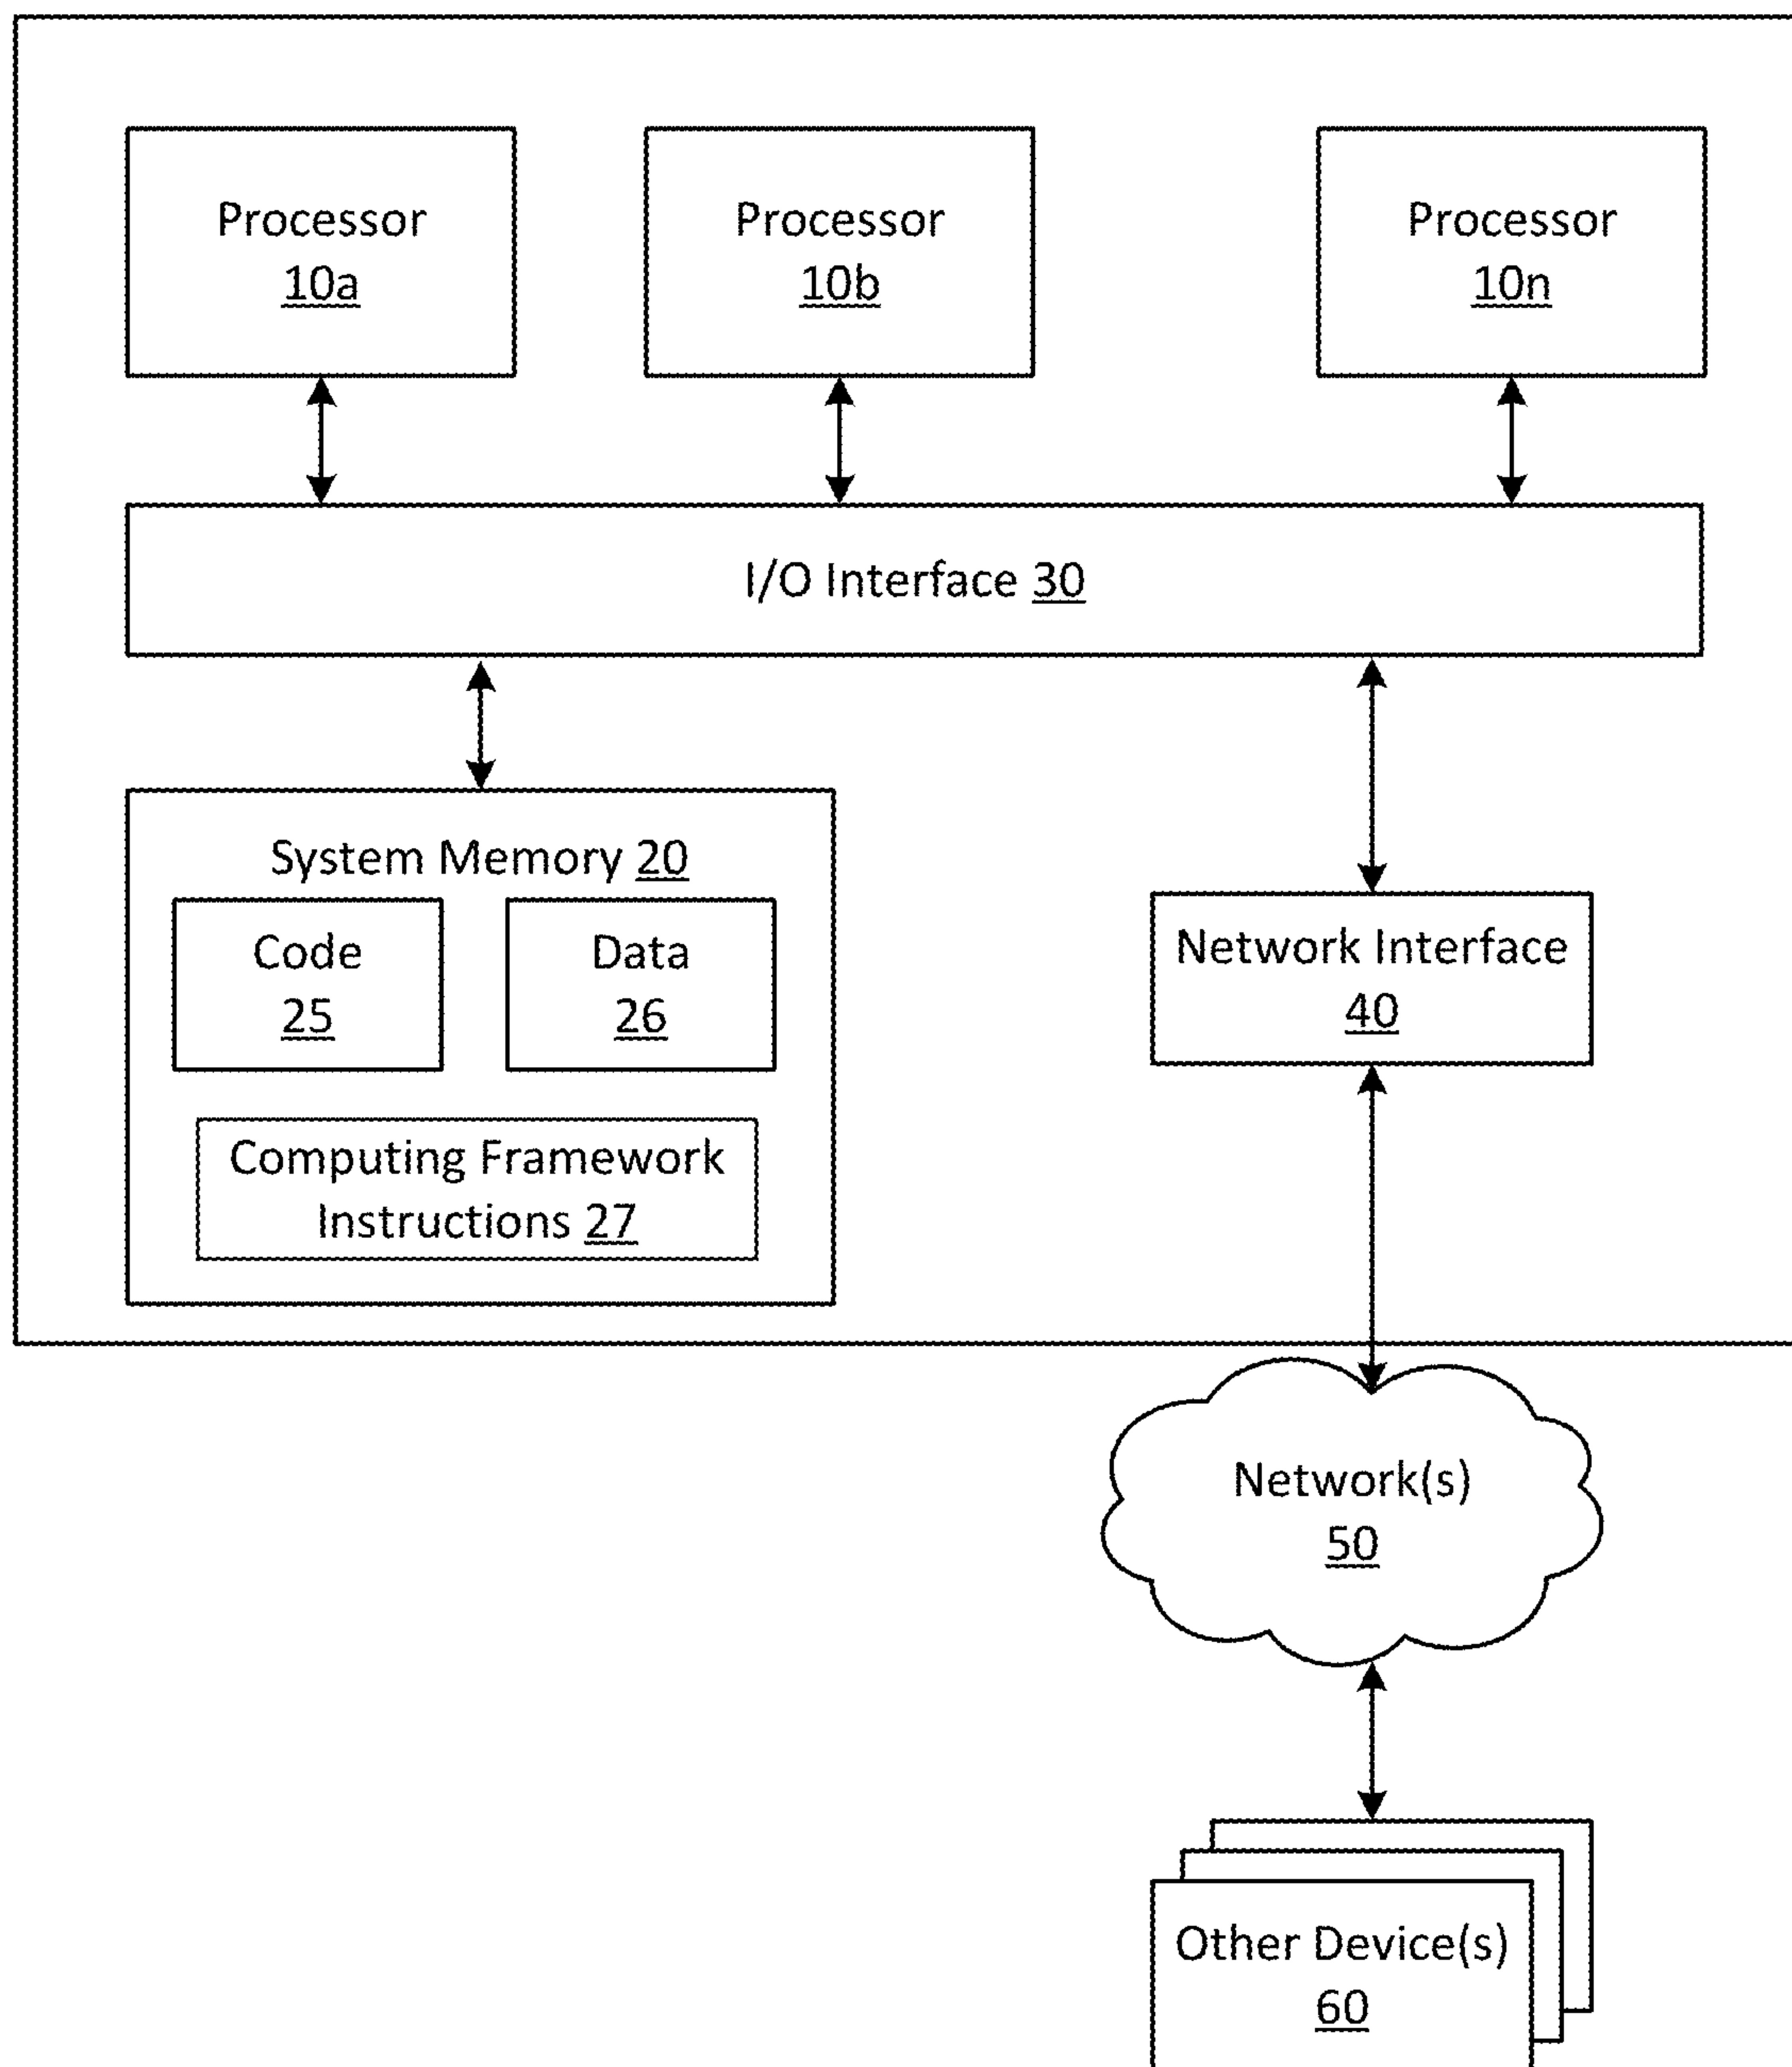 Processor
10a
Processor
10b
Processor
10n
I/O Interface 30
System Memory 20
Code
25
Data
26
Computing Framework
Instructions 27
Network Interface
40
Network(s)
50
Other Device(s)
60